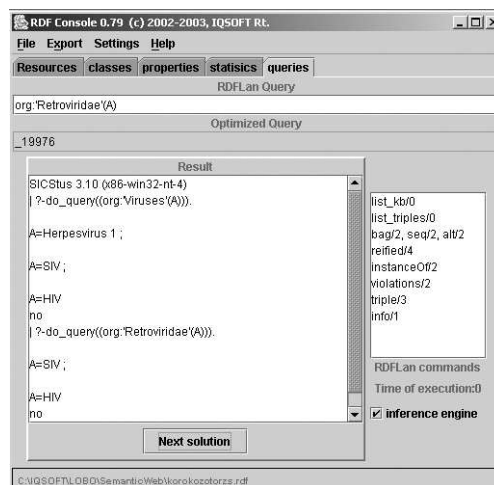 RDF Console 0.79 (c) 2002-2003, IQSOFT Rt.
File Export Settings Help
Resources classes properties statisics queries
RDFLan Query
org:'Retroviridae'(A)
Optimized Query
_19976
Result
SICStus 3.10 (x86-win32-nt-4)
| ?-do_query((org:'Viruses'(A))).
A=Herpesvirus 1 ;
A=SIV ;
A=HIV
no
| ?-do_query((org:'Retroviridae'(A))).
A=SIV ;
A=HIV
no
Next solution
list_kb/0
list_triples/0
bag/2, seq/2, alt/2
reified/4
instanceOf/2
violations/2
triple/3
info/1
RDFLan commands
Time of execution:0
inference engine
C:\IQSOFT\LOBO\SemanticWeb\korokozotorzs.rdf